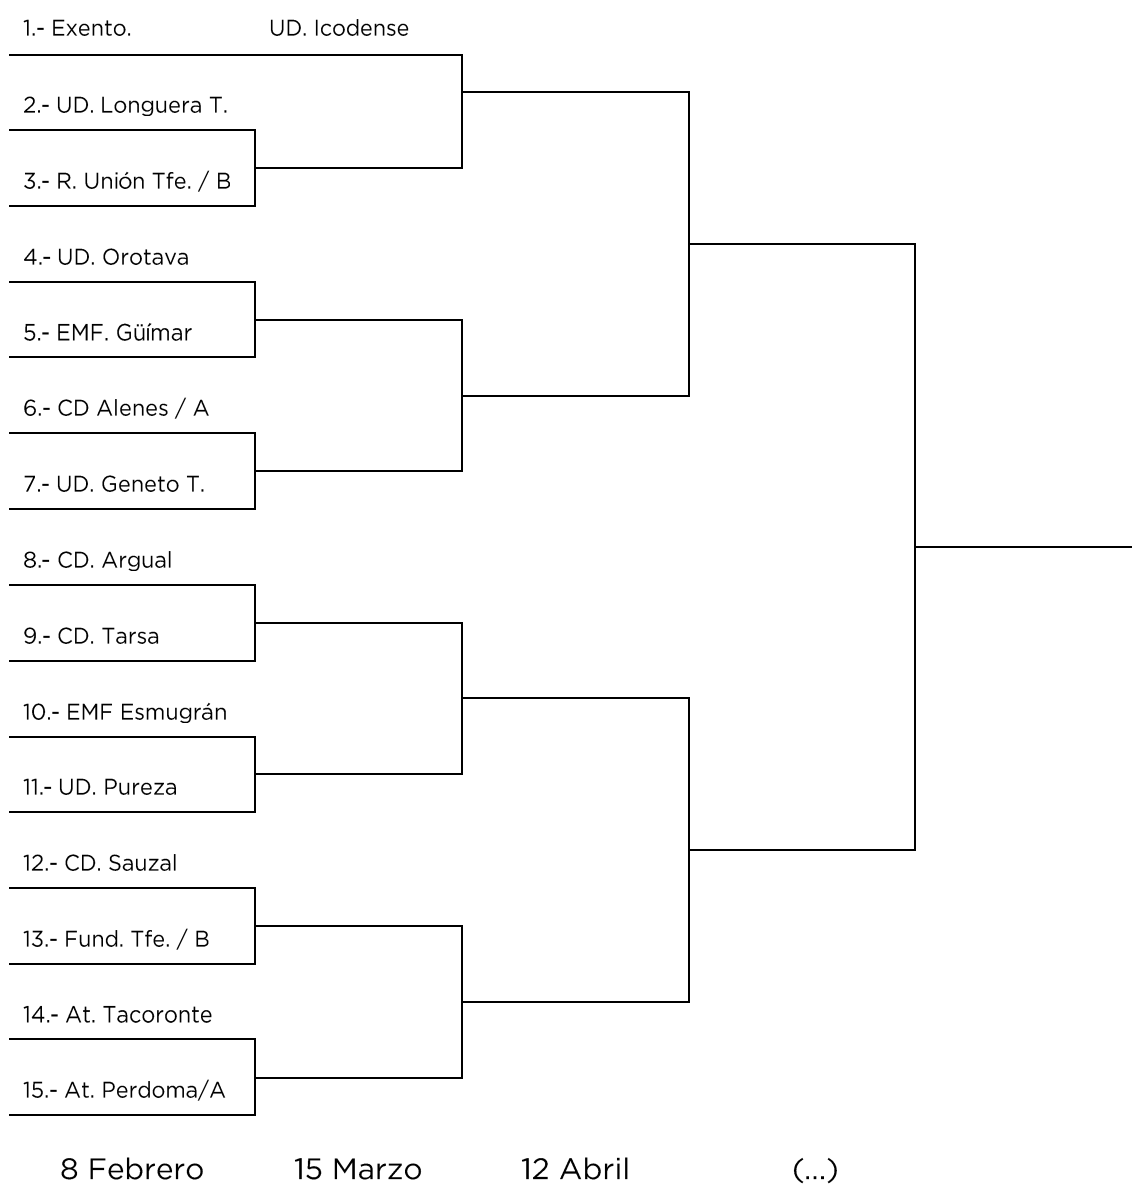 1.- Exento. UD. Icodense
2.- UD. Longuera T.
3.- R. Unión Tfe. / B
4.- UD. Orotava
5.- EMF. Güímar
6.- CD Alenes / A
7.- UD. Geneto T.
8.- CD. Argual
9.- CD. Tarsa
10.- EMF Esmugrán
11.- UD. Pureza
12.- CD. Sauzal
13.- Fund. Tfe. / B
14.- At. Tacoronte
15.- At. Perdoma/A
8 Febrero 15 Marzo 12 Abril (...)